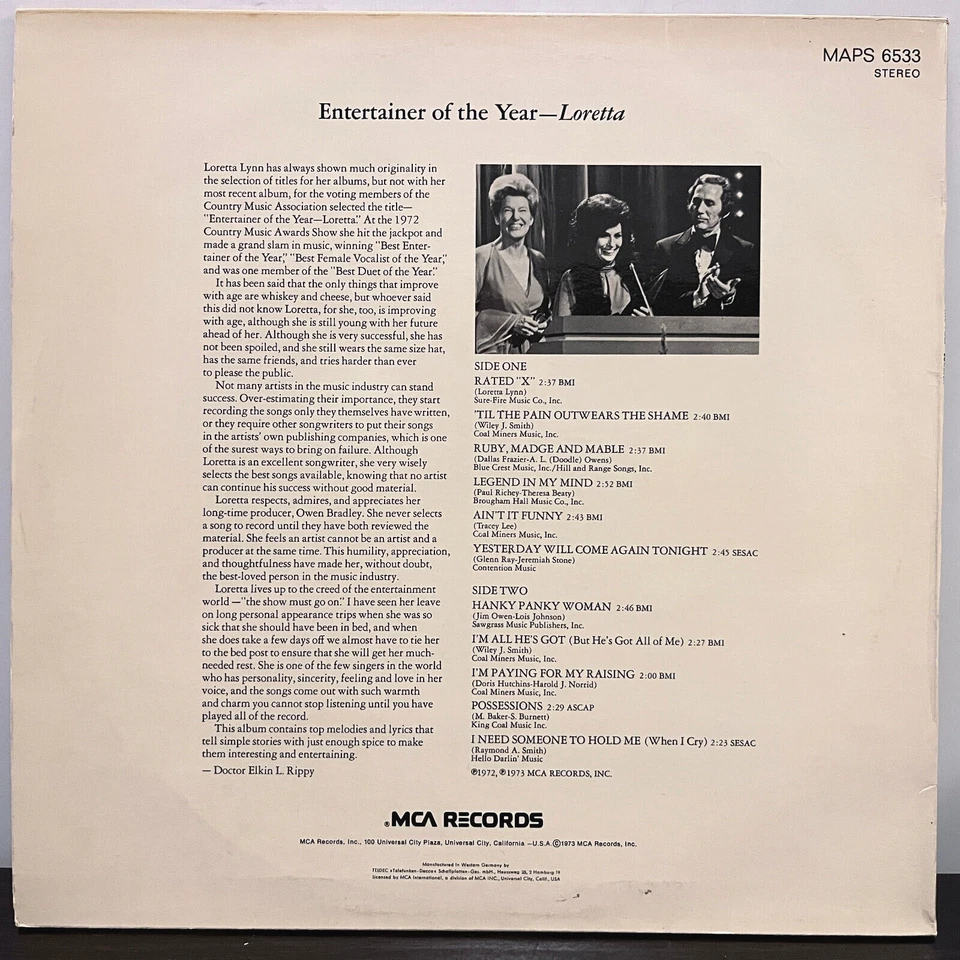 MAPS 6533
STEREO
Entertainer of the Year—Loretta
Loretta Lynn has always shown much originality in
the selection of titles for her albums, but not with her
most recent album, for the voting members of the
Country Music Association selected the title—
"Entertainer of the Year—Loretta." At the 1972
Country Music Awards Show she hit the jackpot and
made a grand slam in music, winning "Best Enter-
tainer of the Year," "Best Female Vocalist of the Year,"
and was one member of the "Best Duet of the Year."
It has been said that the only things that improve
with age are whiskey and cheese, but whoever said
this did not know Loretta, for she, too, is improving
with age, although she is still young with her future
ahead of her. Although she is very successful, she has
not been spoiled, and she still wears the same size hat,
has the same friends, and tries harder than ever
to please the public.
Not many artists in the music industry can stand
success. Over-estimating their importance, they start
recording the songs only they themselves have written,
or they require other songwriters to put their songs
in the artists' own publishing companies, which is one
of the surest ways to bring on failure. Although
Loretta is an excellent songwriter, she very wisely
selects the best songs available, knowing that no artist
can continue his success without good material.
Loretta respects, admires, and appreciates her
long-time producer, Owen Bradley. She never selects
a song to record until they have both reviewed the
material. She feels an artist cannot be an artist and a
producer at the same time. This humility, appreciation,
and thoughtfulness have made her, without doubt,
the best-loved person in the music industry.
Loretta lives up to the creed of the entertainment
world —"the show must go on." I have seen her leave
on long personal appearance trips when she was so
sick that she should have been in bed, and when
she does take a few days off we almost have to tie her
to the bed post to ensure that she will get her much-
needed rest. She is one of the few singers in the world
who has personality, sincerity, feeling and love in her
voice, and the songs come out with such warmth
and charm you cannot stop listening until you have
played all of the record.
This album contains top melodies and lyrics that
tell simple stories with just enough spice to make
them interesting and entertaining.
— Doctor Elkin L. Rippy
SIDE ONE
RATED "X" 2:37 BMI
(Loretta Lynn)
Sure-Fire Music Co., Inc.
'TIL THE PAIN OUTWEARS THE SHAME 2:40 BMI
(Wiley J. Smith)
Coal Miners Music, Inc.
RUBY, MADGE AND MABLE 2:37 BMI
(Dallas Frazier-A. L. (Doodle) Owens)
Blue Crest Music, Inc./Hill and Range Songs, Inc.
LEGEND IN MY MIND 2:52 BMI
(Paul Richey-Theresa Beaty)
Brougham Hall Music Co., Inc.
AIN'T IT FUNNY 2:43 BMI
(Tracey Lee)
Coal Miners Music, Inc.
YESTERDAY WILL COME AGAIN TONIGHT 2:45 SESAC
(Glenn Ray-Jeremiah Stone)
Contention Music
SIDE TWO
HANKY PANKY WOMAN 2:46 BMI
(Jim Owen-Lois Johnson)
Sawgrass Music Publishers, Inc.
I'M ALL HE'S GOT (But He's Got All of Me) 2:27 BMI
(Wiley J. Smith)
Coal Miners Music, Inc.
I'M PAYING FOR MY RAISING 2:00 BMI
(Doris Hutchins-Harold J. Norrid)
Coal Miners Music, Inc.
POSSESSIONS 2:29 ASCAP
(M. Baker-S. Burnett)
King Coal Music Inc.
I NEED SOMEONE TO HOLD ME (When I Cry) 2:23 SESAC
(Raymond A. Smith)
Hello Darlin' Music
℗1972, ℗1973 MCA RECORDS, INC.
®MCA RECORDS
MCA Records, Inc., 100 Universal City Plaza, Universal City, California —U.S.A.©1973 MCA Records, Inc.
Manufactured in Western Germany by
TELDEC »Telefunken-Decca« Schallplatten-Ges. mbH., Heussweg 25, 2 Hamburg 19
Licensed by MCA International, a division of MCA INC., Universal City, Calif., USA